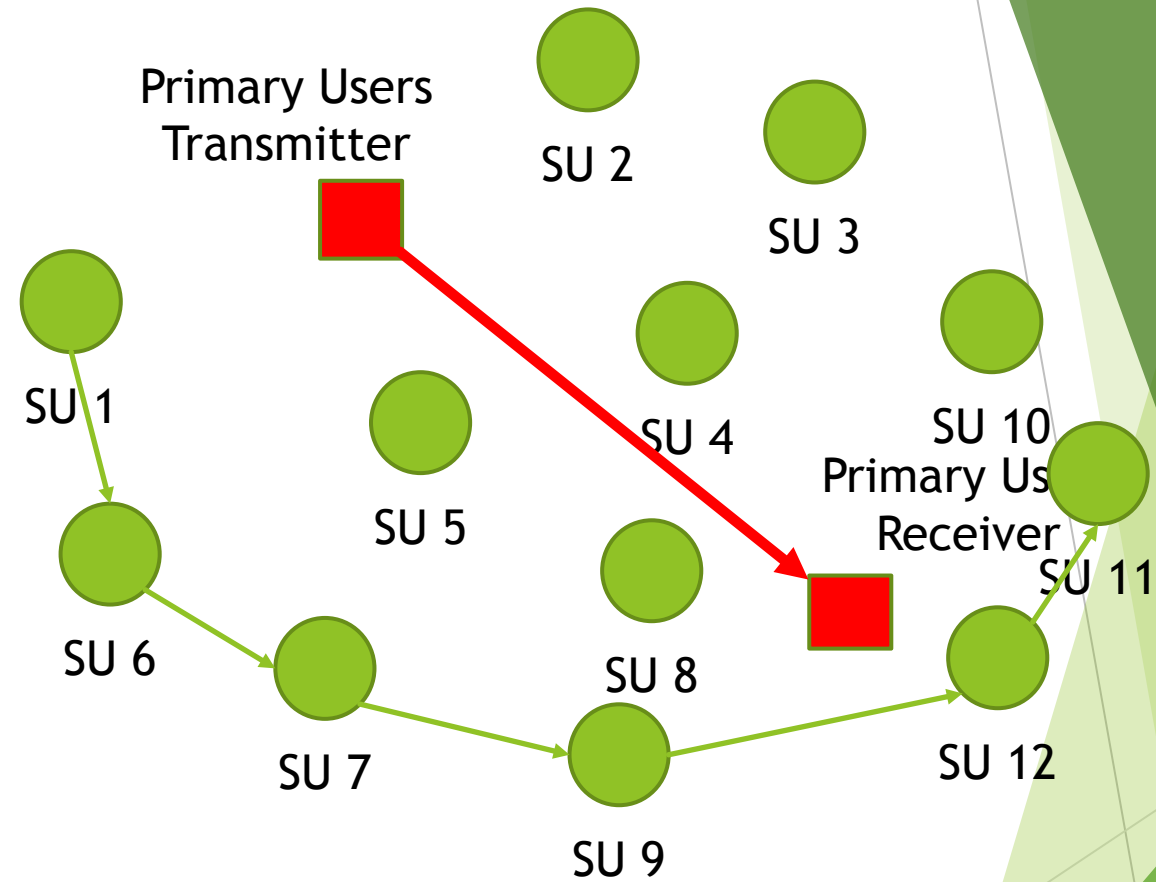 Primary Users
Transmitter
SU 2
SU 3
SU 1
SU 4
SU 10
Primary Us
Receiver
SU 5
SU 11
SU 6
SU 8
SU 7
SU 12
SU 9